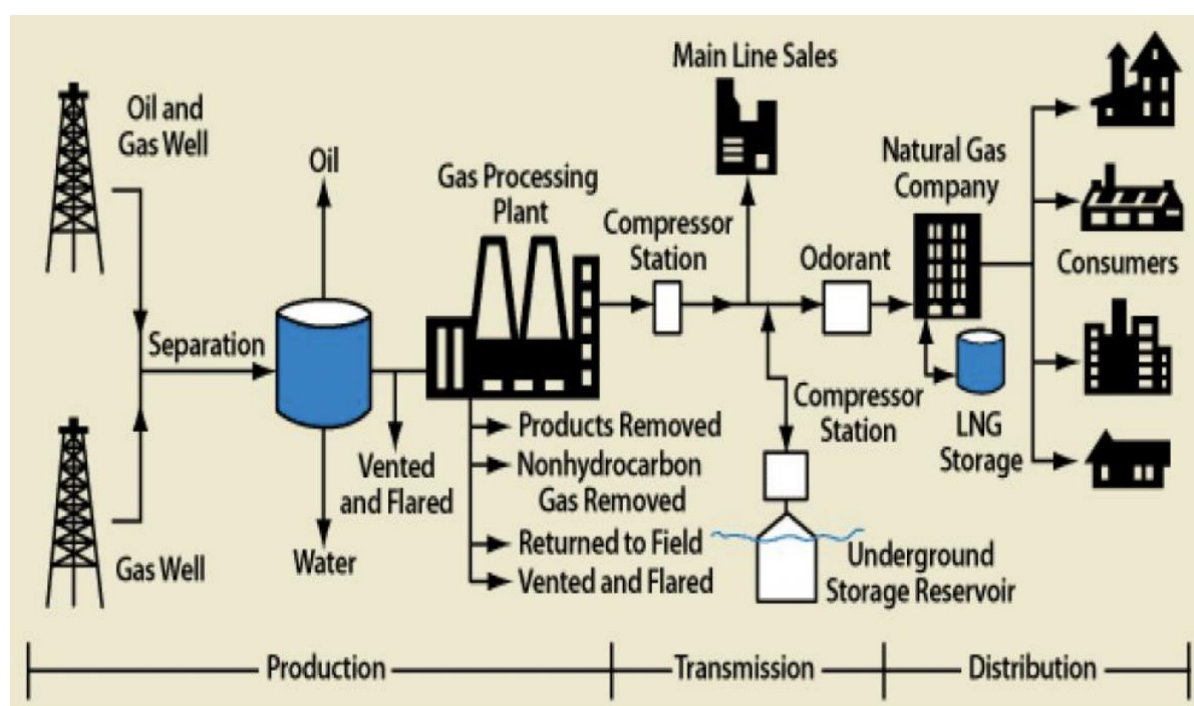 Main Line Sales
Oil and
Gas Well
Oil
Gas Processing
Plant
Natural Gas
Company
Compressor
Station
Odorant
Consumers
Separation
Compressor
Station
LNG
Storage
Vented
and Flared
Products Removed
Nonhydrocarbon
Gas Removed
Returned to Field
Vented and Flared
Water
Gas Well
Underground
Storage Reservoir
Production
Transmission
Distribution